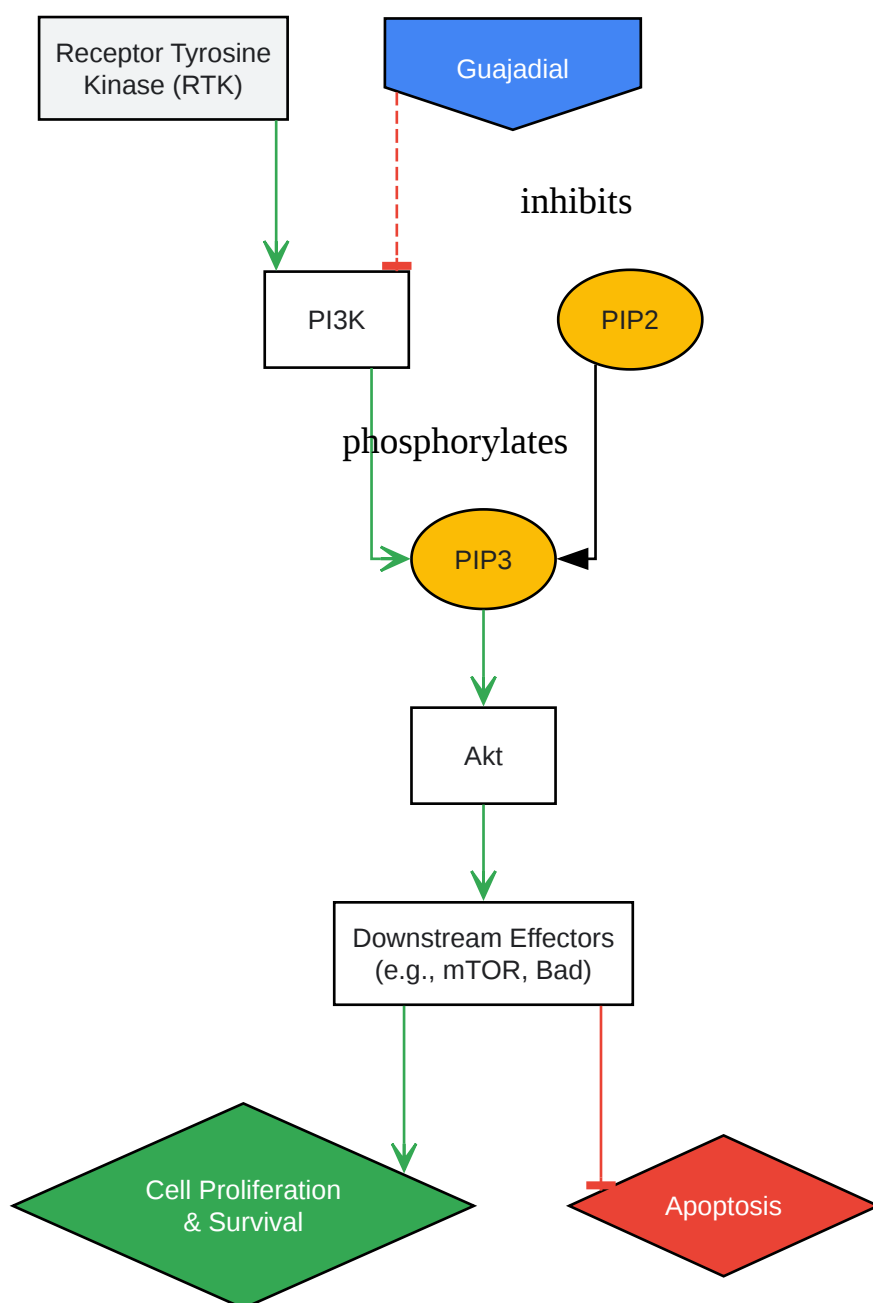 Receptor Tyrosine
Kinase (RTK)
Guajadial
inhibits
PI3K
PIP2
phosphorylates
PIP3
Akt
Downstream Effectors
(e.g., mTOR, Bad)
Cell Proliferation
& Survival
Apoptosis